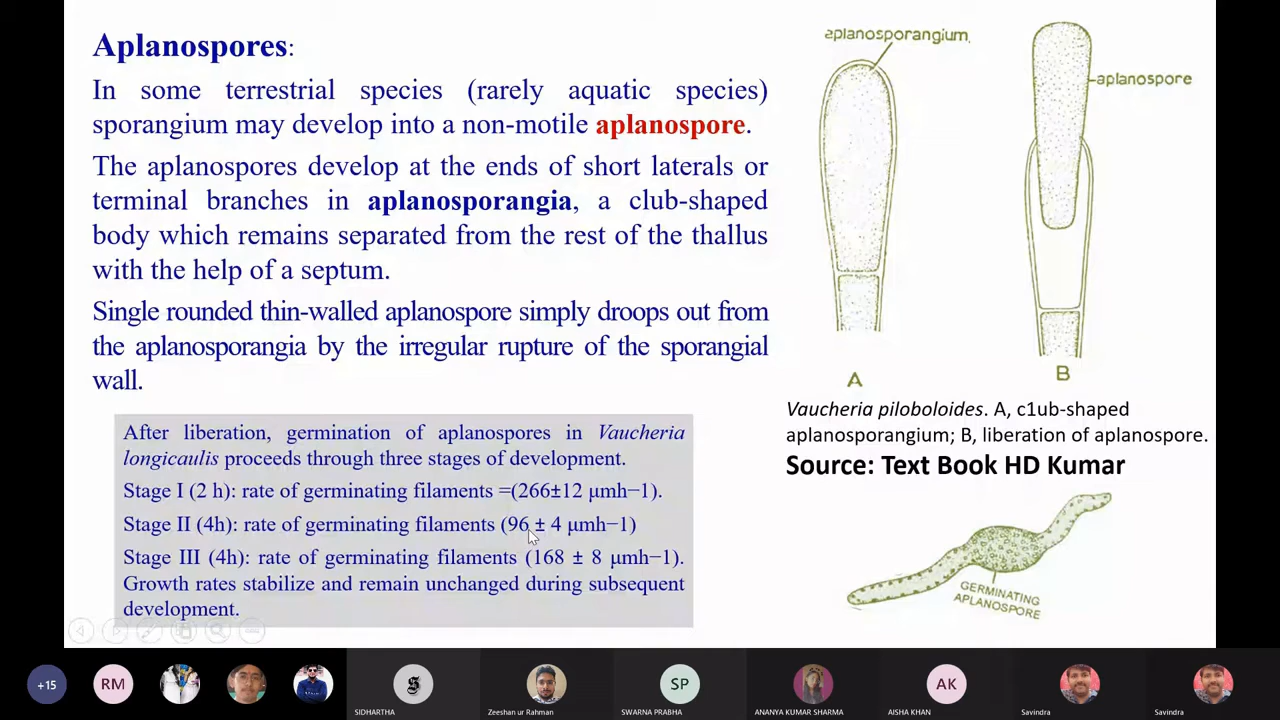 Aplanospores:
In some terrestrial species (rarely aquatic species)
sporangium may develop into a non-motile aplanospore.
The aplanospores develop at the ends of short laterals or
terminal branches in aplanosporangia, a club-shaped
body which remains separated from the rest of the thallus
with the help of a septum.
Single rounded thin-walled aplanospore simply droops out from
the aplanosporangia by the irregular rupture of the sporangial
wall.
After liberation, germination of aplanospores in Vaucheria
longicaulis proceeds through three stages of development.
Stage I (2 h): rate of germinating filaments =(266±12 μmh−1).
Stage II (4h): rate of germinating filaments (96 ± 4 μmh−1)
Stage III (4h): rate of germinating filaments (168 ± 8 μmh−1).
Growth rates stabilize and remain unchanged during subsequent
development.
aplanosporangium
aplanospore
A
B
Vaucheria piloboloides. A, c1ub-shaped
aplanosporangium; B, liberation of aplanospore.
Source: Text Book HD Kumar
GERMINATING
APLANOSPORE
+15
RM
S
SP
AK
SIDHARTHA
Zeeshan ur Rahman
SWARNA PRABHA
ANANYA KUMAR SHARMA
AISHA KHAN
Savindra
Savindra